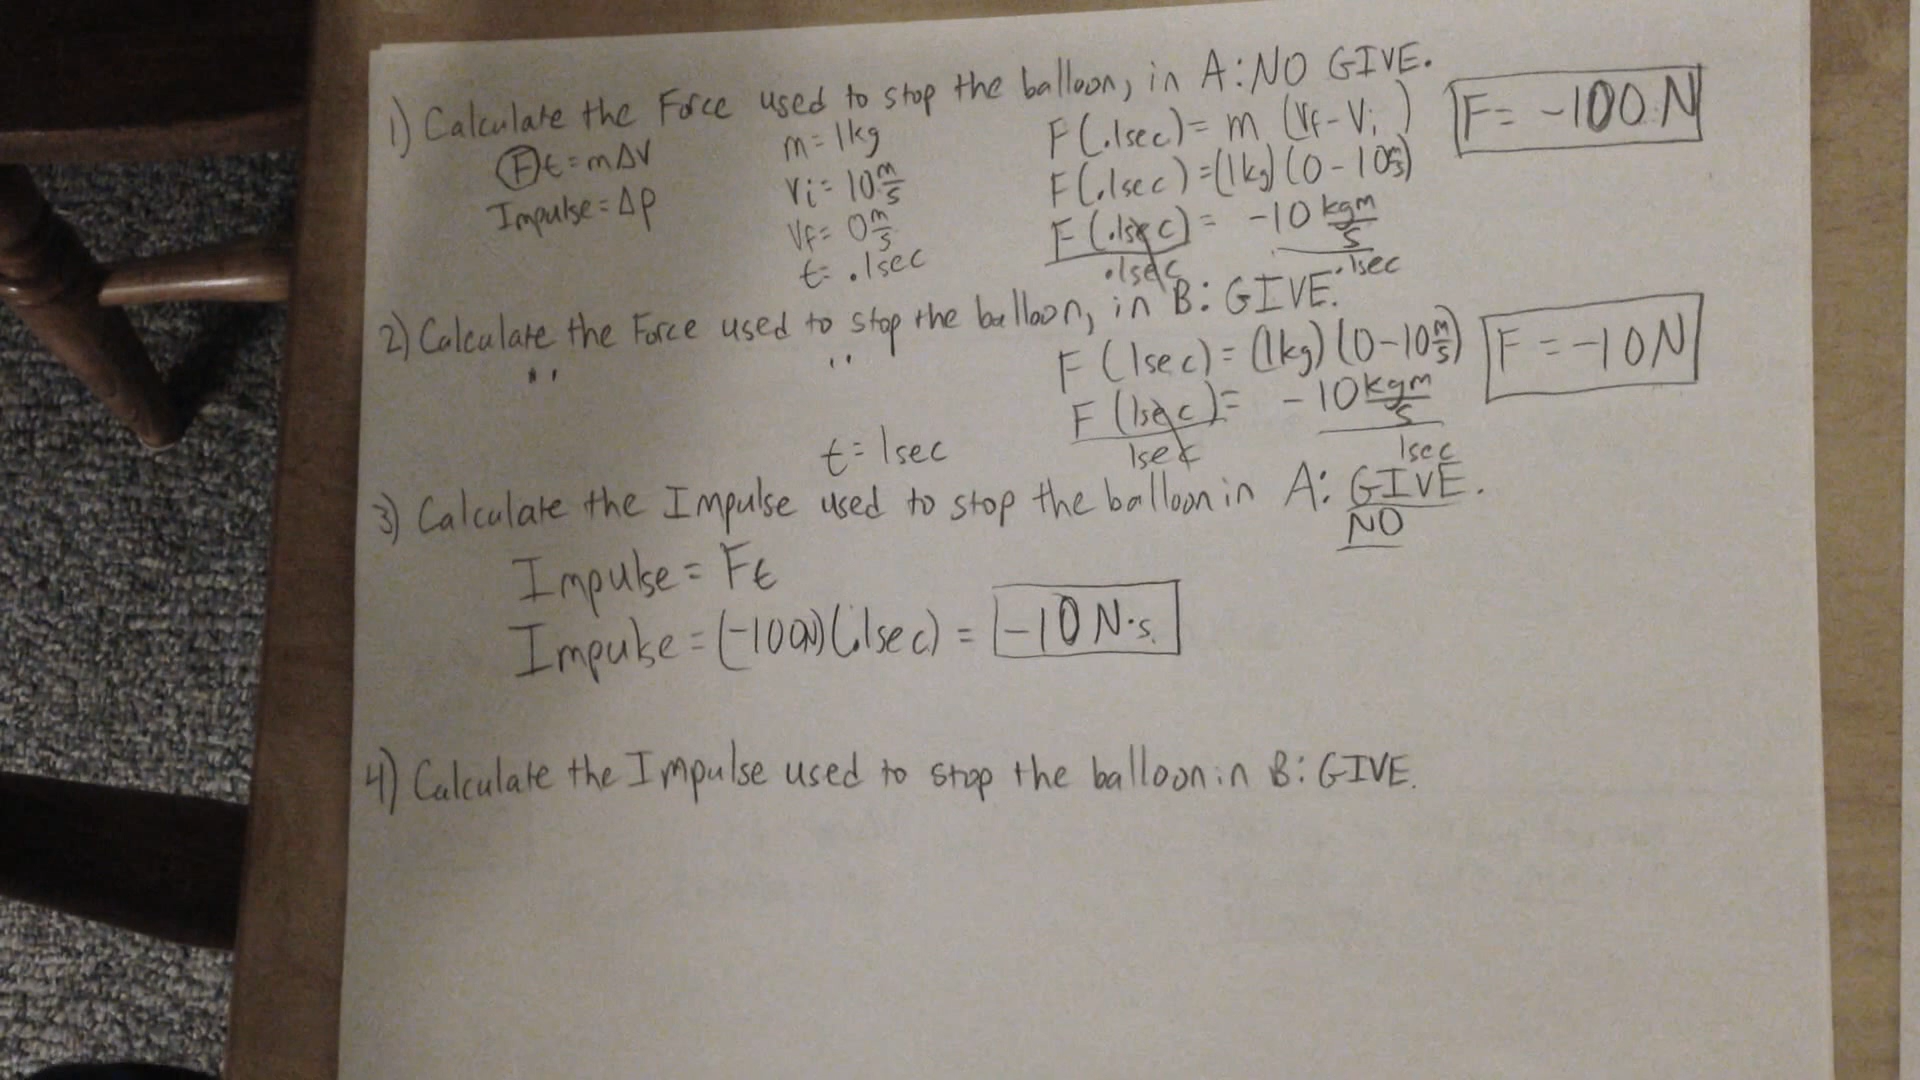 1) Calculate the Force used to stop the balloon, in A: NO GIVE.
Ft = mΔV
Impulse = Δp
m = 1kg
Vi = 10 m/s
Vf = 0 m/s
t = .1sec
F(.1sec) = m (Vf - Vi)
F(.1sec) = (1kg)(0 - 10 m/s)
F(.1sec) = -10 kgm/s
.1sec .1sec
F = -100 N
2) Calculate the Force used to stop the balloon, in B: GIVE.
" "
t = 1sec
F(1sec) = (1kg)(0-10 m/s)
F(1sec) = -10 kgm/s
1sec 1sec
F = -10N
3) Calculate the Impulse used to stop the balloon in A: GIVE.
NO
Impulse = Ft
Impulse = (-100N)(.1sec) = -10 N·s.
4) Calculate the Impulse used to stop the balloon in B: GIVE.